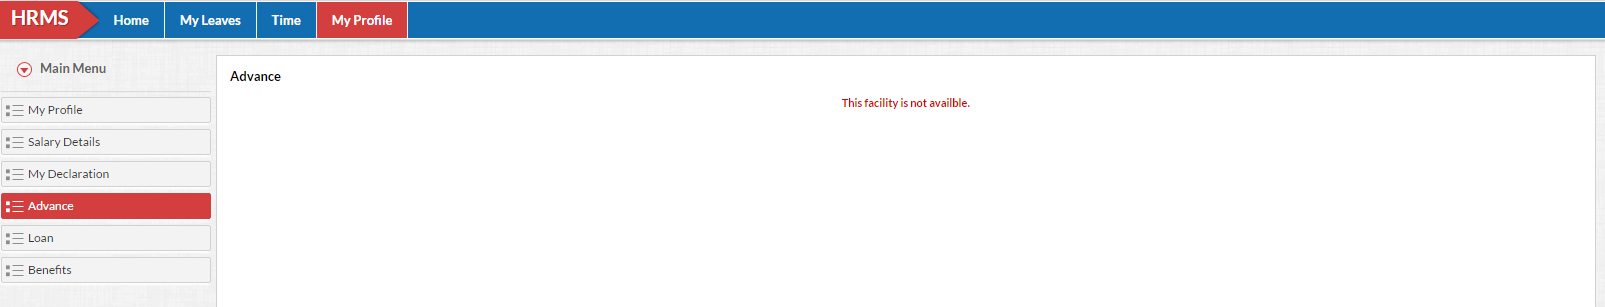 HRMS
Home
My Leaves
Time
My Profile
Main Menu
My Profile
Salary Details
My Declaration
Advance
Loan
Benefits
Advance
This facility is not availble.